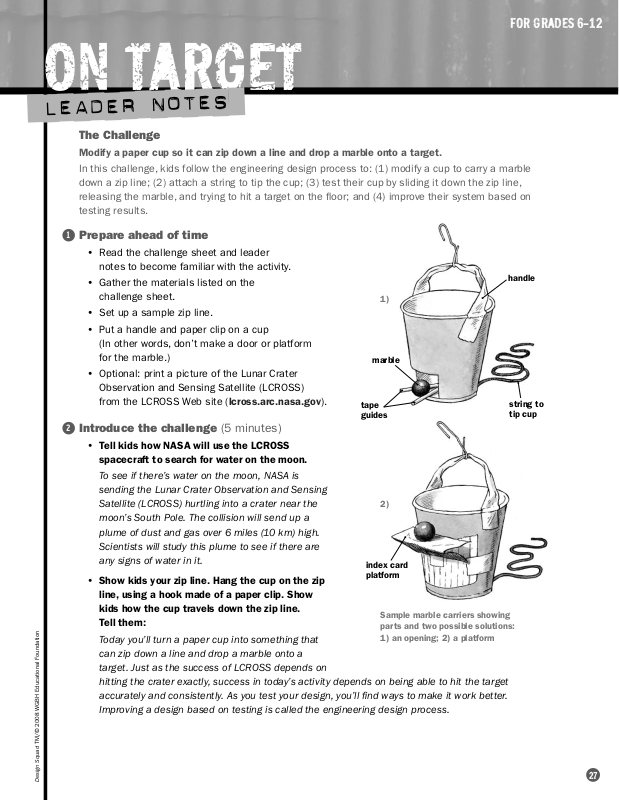 FOR GRADES 6–12
ON TARGET
LEADER NOTES
The Challenge
Modify a paper cup so it can zip down a line and drop a marble onto a target.
In this challenge, kids follow the engineering design process to: (1) modify a cup to carry a marble
down a zip line; (2) attach a string to tip the cup; (3) test their cup by sliding it down the zip line,
releasing the marble, and trying to hit a target on the floor; and (4) improve their system based on
testing results.
1 Prepare ahead of time
• Read the challenge sheet and leader
notes to become familiar with the activity.
• Gather the materials listed on the
challenge sheet.
• Set up a sample zip line.
• Put a handle and paper clip on a cup
(In other words, don't make a door or platform
for the marble.)
• Optional: print a picture of the Lunar Crater
Observation and Sensing Satellite (LCROSS)
from the LCROSS Web site (lcross.arc.nasa.gov).
1)
handle
marble
tape
guides
string to
tip cup
2 Introduce the challenge (5 minutes)
• Tell kids how NASA will use the LCROSS
spacecraft to search for water on the moon.
To see if there's water on the moon, NASA is
sending the Lunar Crater Observation and Sensing
Satellite (LCROSS) hurtling into a crater near the
moon's South Pole. The collision will send up a
plume of dust and gas over 6 miles (10 km) high.
Scientists will study this plume to see if there are
any signs of water in it.
• Show kids your zip line. Hang the cup on the zip
line, using a hook made of a paper clip. Show
kids how the cup travels down the zip line.
Tell them:
Today you'll turn a paper cup into something that
can zip down a line and drop a marble onto a
target. Just as the success of LCROSS depends on
hitting the crater exactly, success in today's activity depends on being able to hit the target
accurately and consistently. As you test your design, you'll find ways to make it work better.
Improving a design based on testing is called the engineering design process.
2)
index card
platform
Sample marble carriers showing
parts and two possible solutions:
1) an opening; 2) a platform
Design Squad TM/© 2008 WGBH Educational Foundation
27